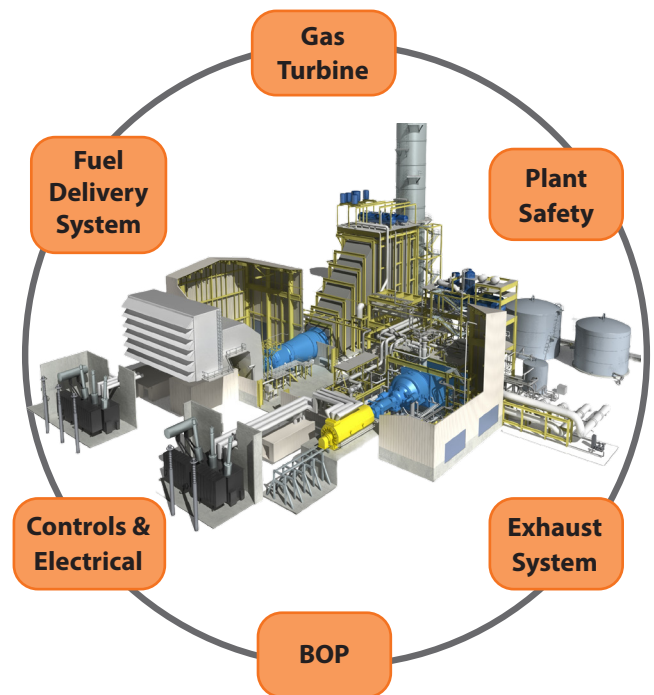 Gas
Turbine
Fuel
Delivery
System
Plant
Safety
Controls &
Electrical
Exhaust
System
BOP